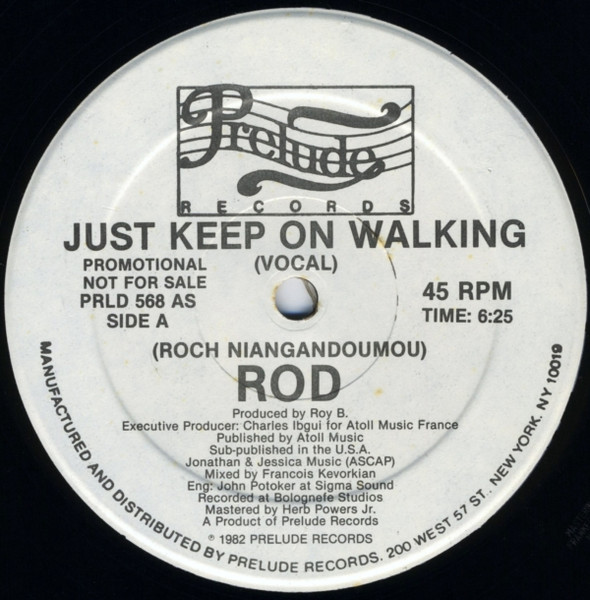 Prelude
RECORDS
JUST KEEP ON WALKING
(VOCAL)
PROMOTIONAL
NOT FOR SALE
PRLD 568 AS
SIDE A
45 RPM
TIME: 6:25
(ROCH NIANGANDOUMOU)
ROD
Produced by Roy B.
Executive Producer: Charles Ibgui for Atoll Music France
Published by Atoll Music
Sub-published in the U.S.A.
Jonathan & Jessica Music (ASCAP)
Mixed by Francois Kevorkian
Eng: John Potoker at Sigma Sound
Recorded at Bolognefe Studios
Mastered by Herb Powers Jr.
A Product of Prelude Records
℗ 1982 PRELUDE RECORDS
MANUFACTURED AND DISTRIBUTED BY PRELUDE RECORDS. 200 WEST 57 ST. NEW YORK. NY 10019